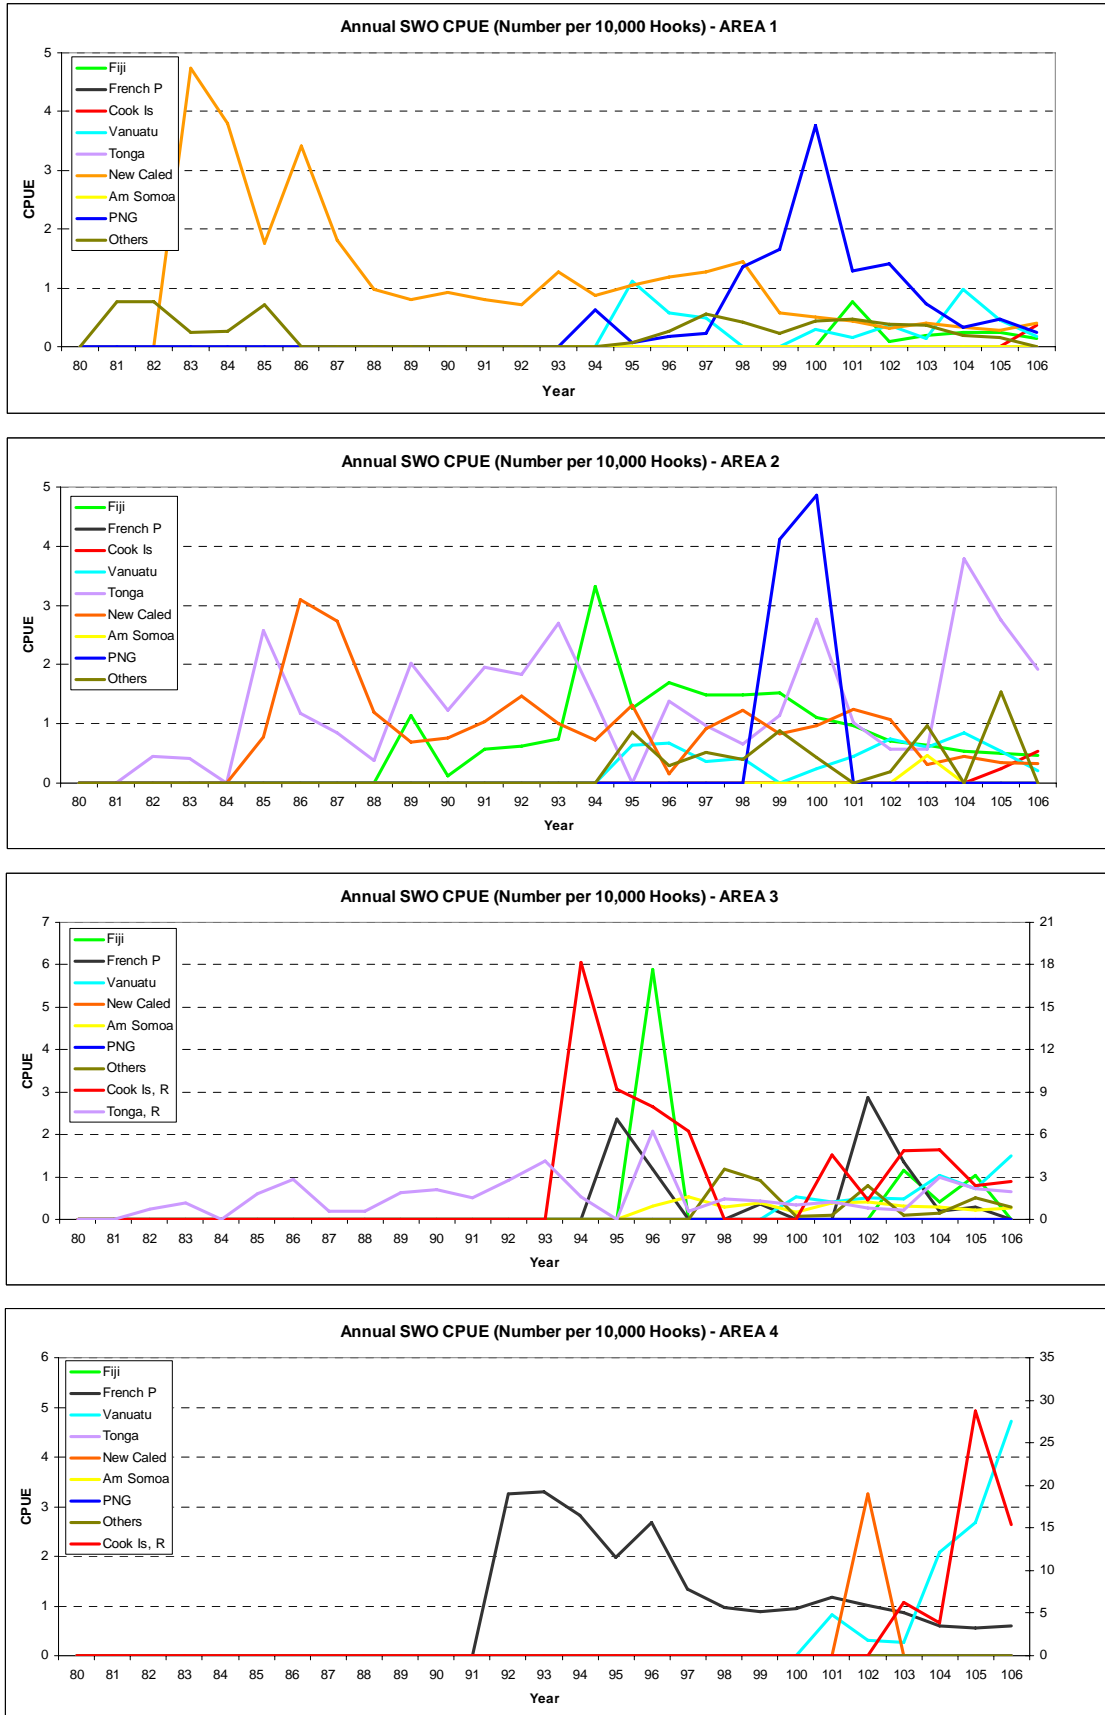 Annual SWO CPUE (Number per 10,000 Hooks) - AREA 1
5
4
3
2
1
0
CPUE
Fiji
French P
Cook Is
Vanuatu
Tonga
New Caled
Am Somoa
PNG
Others
80 81 82 83 84 85 86 87 88 89 90 91 92 93 94 95 96 97 98 99 100 101 102 103 104 105 106
Year
Annual SWO CPUE (Number per 10,000 Hooks) - AREA 2
5
4
3
2
1
0
CPUE
Fiji
French P
Cook Is
Vanuatu
Tonga
New Caled
Am Somoa
PNG
Others
80 81 82 83 84 85 86 87 88 89 90 91 92 93 94 95 96 97 98 99 100 101 102 103 104 105 106
Year
Annual SWO CPUE (Number per 10,000 Hooks) - AREA 3
7
6
5
4
3
2
1
0
CPUE
Fiji
French P
Vanuatu
New Caled
Am Somoa
PNG
Others
Cook Is, R
Tonga, R
21
18
15
12
9
6
3
0
80 81 82 83 84 85 86 87 88 89 90 91 92 93 94 95 96 97 98 99 100 101 102 103 104 105 106
Year
Annual SWO CPUE (Number per 10,000 Hooks) - AREA 4
6
5
4
3
2
1
0
CPUE
Fiji
French P
Vanuatu
Tonga
New Caled
Am Somoa
PNG
Others
Cook Is, R
35
30
25
20
15
10
5
0
80 81 82 83 84 85 86 87 88 89 90 91 92 93 94 95 96 97 98 99 100 101 102 103 104 105 106
Year